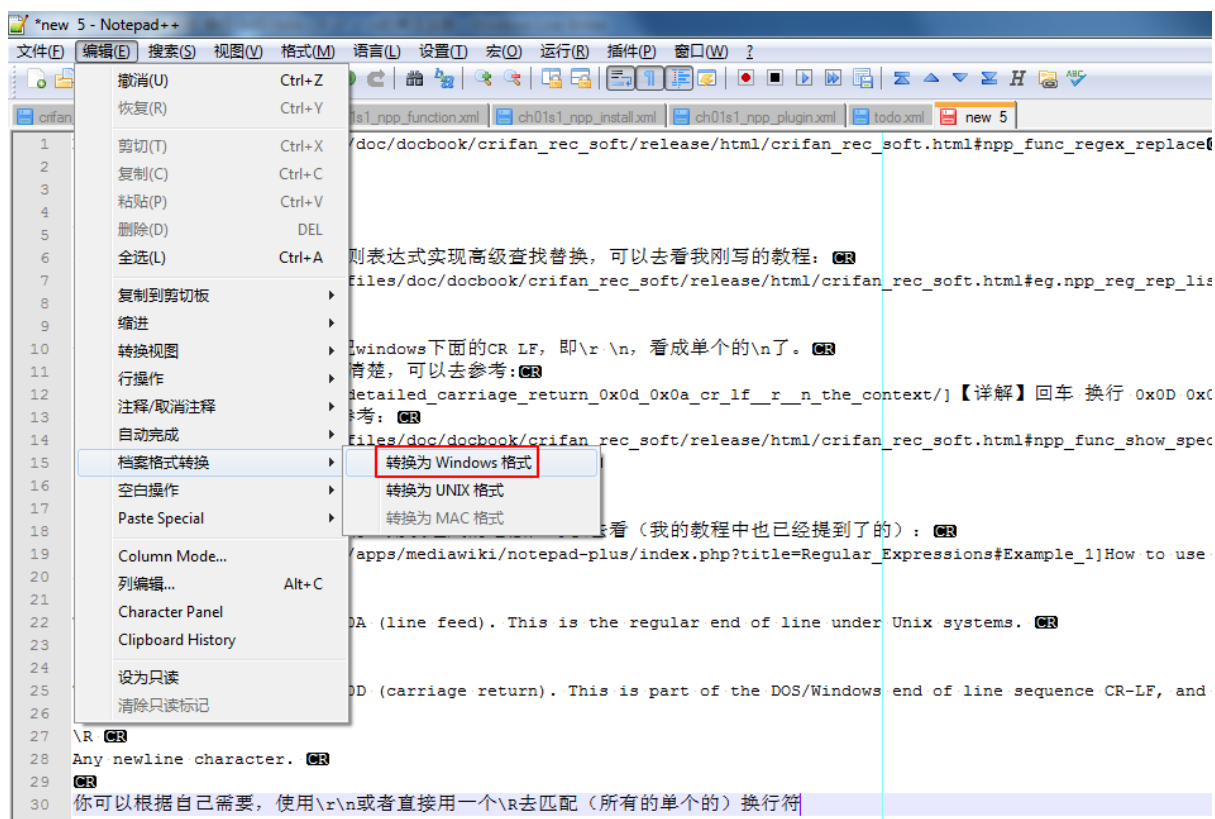 *new 5 - Notepad++
文件(F) 编辑(E) 搜索(S) 视图(V) 格式(M) 语言(L) 设置(T) 宏(O) 运行(R) 插件(P) 窗口(W) ?
crifan 1s1_npp_function.xml ch01s1_npp_install.xml ch01s1_npp_plugin.xml todo.xml new 5
撤消(U) Ctrl+Z
恢复(R) Ctrl+Y
剪切(T) Ctrl+X
复制(C) Ctrl+C
粘贴(P) Ctrl+V
删除(D) DEL
全选(L) Ctrl+A
复制到剪切板
缩进
转换视图
行操作
注释/取消注释
自动完成
档案格式转换
空白操作
Paste Special
Column Mode...
列编辑... Alt+C
Character Panel
Clipboard History
设为只读
清除只读标记
转换为 Windows 格式
转换为 UNIX 格式
转换为 MAC 格式
1 /doc/docbook/crifan_rec_soft/release/html/crifan_rec_soft.html#npp_func_regex_replace
2
3
4
5
6 则表达式实现高级查找替换，可以去看我刚写的教程：CR
7 files/doc/docbook/crifan_rec_soft/release/html/crifan_rec_soft.html#eg.npp_reg_rep_lis
8
9
10 windows下面的CR LF，即\r \n，看成单个的\n了。CR
11 清楚，可以去参考:CR
12 detailed_carriage_return_0x0d_0x0a_cr_lf__r__n_the_context/]【详解】回车 换行 0x0D 0x0
13 参考：CR
14 files/doc/docbook/crifan_rec_soft/release/html/crifan_rec_soft.html#npp_func_show_spec
15
16
17
18 去看（我的教程中也已经提到了的）：CR
19 /apps/mediawiki/notepad-plus/index.php?title=Regular_Expressions#Example_1]How to use
20
21
22 0A (line feed). This is the regular end of line under Unix systems. CR
23
24
25 0D (carriage return). This is part of the DOS/Windows end of line sequence CR-LF, and
26
27 \R CR
28 Any newline character. CR
29 CR
30 你可以根据自己需要，使用\r\n或者直接用一个\R去匹配（所有的单个的）换行符